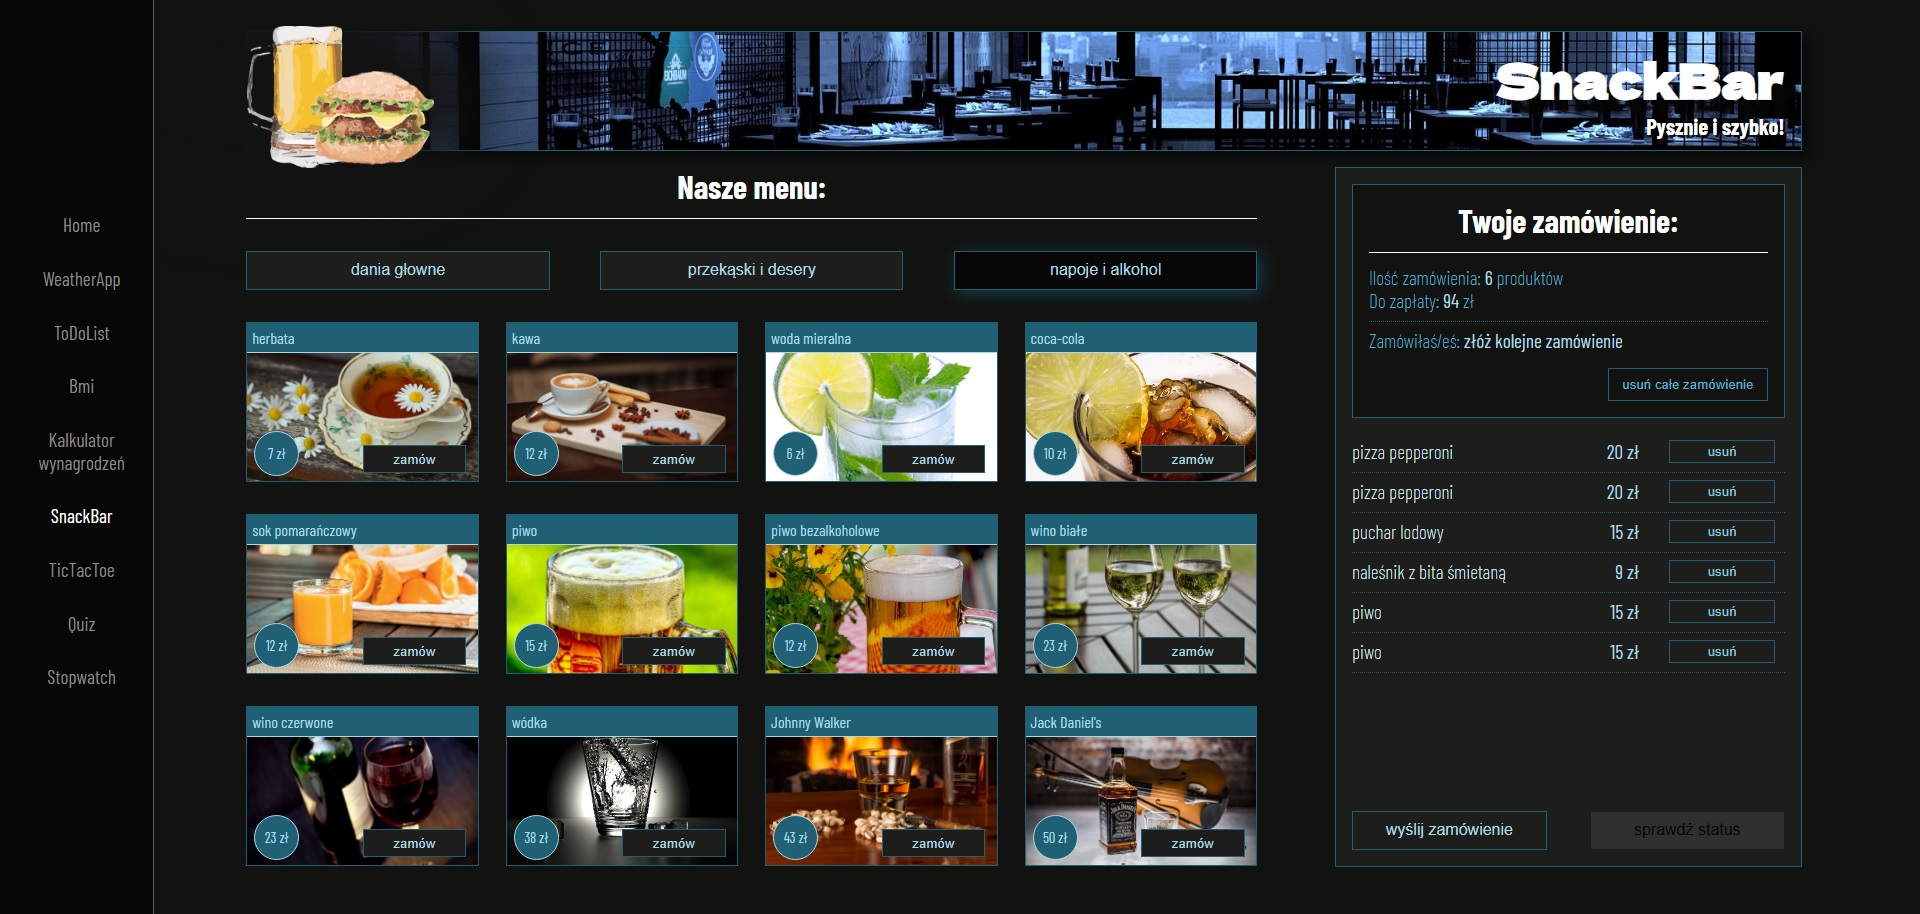 Home
WeatherApp
ToDoList
Bmi
Kalkulator
wynagrodzeń
SnackBar
TicTacToe
Quiz
Stopwatch
EICHBAUM
SnackBar
Pysznie i szybko!
Nasze menu:
dania głowne
przekąski i desery
napoje i alkohol
herbata
7 zł
zamów
kawa
12 zł
zamów
woda mieralna
6 zł
zamów
coca-cola
10 zł
zamów
sok pomarańczowy
12 zł
zamów
piwo
15 zł
zamów
piwo bezalkoholowe
12 zł
zamów
wino białe
23 zł
zamów
wino czerwone
23 zł
zamów
wódka
38 zł
zamów
Johnny Walker
43 zł
zamów
Jack Daniel's
50 zł
zamów
Twoje zamówienie:
Ilość zamówienia: 6 produktów
Do zapłaty: 94 zł
Zamówiłaś/eś: złóż kolejne zamówienie
usuń całe zamówienie
pizza pepperoni 20 zł usuń
pizza pepperoni 20 zł usuń
puchar lodowy 15 zł usuń
naleśnik z bita śmietaną 9 zł usuń
piwo 15 zł usuń
piwo 15 zł usuń
wyślij zamówienie
sprawdź status